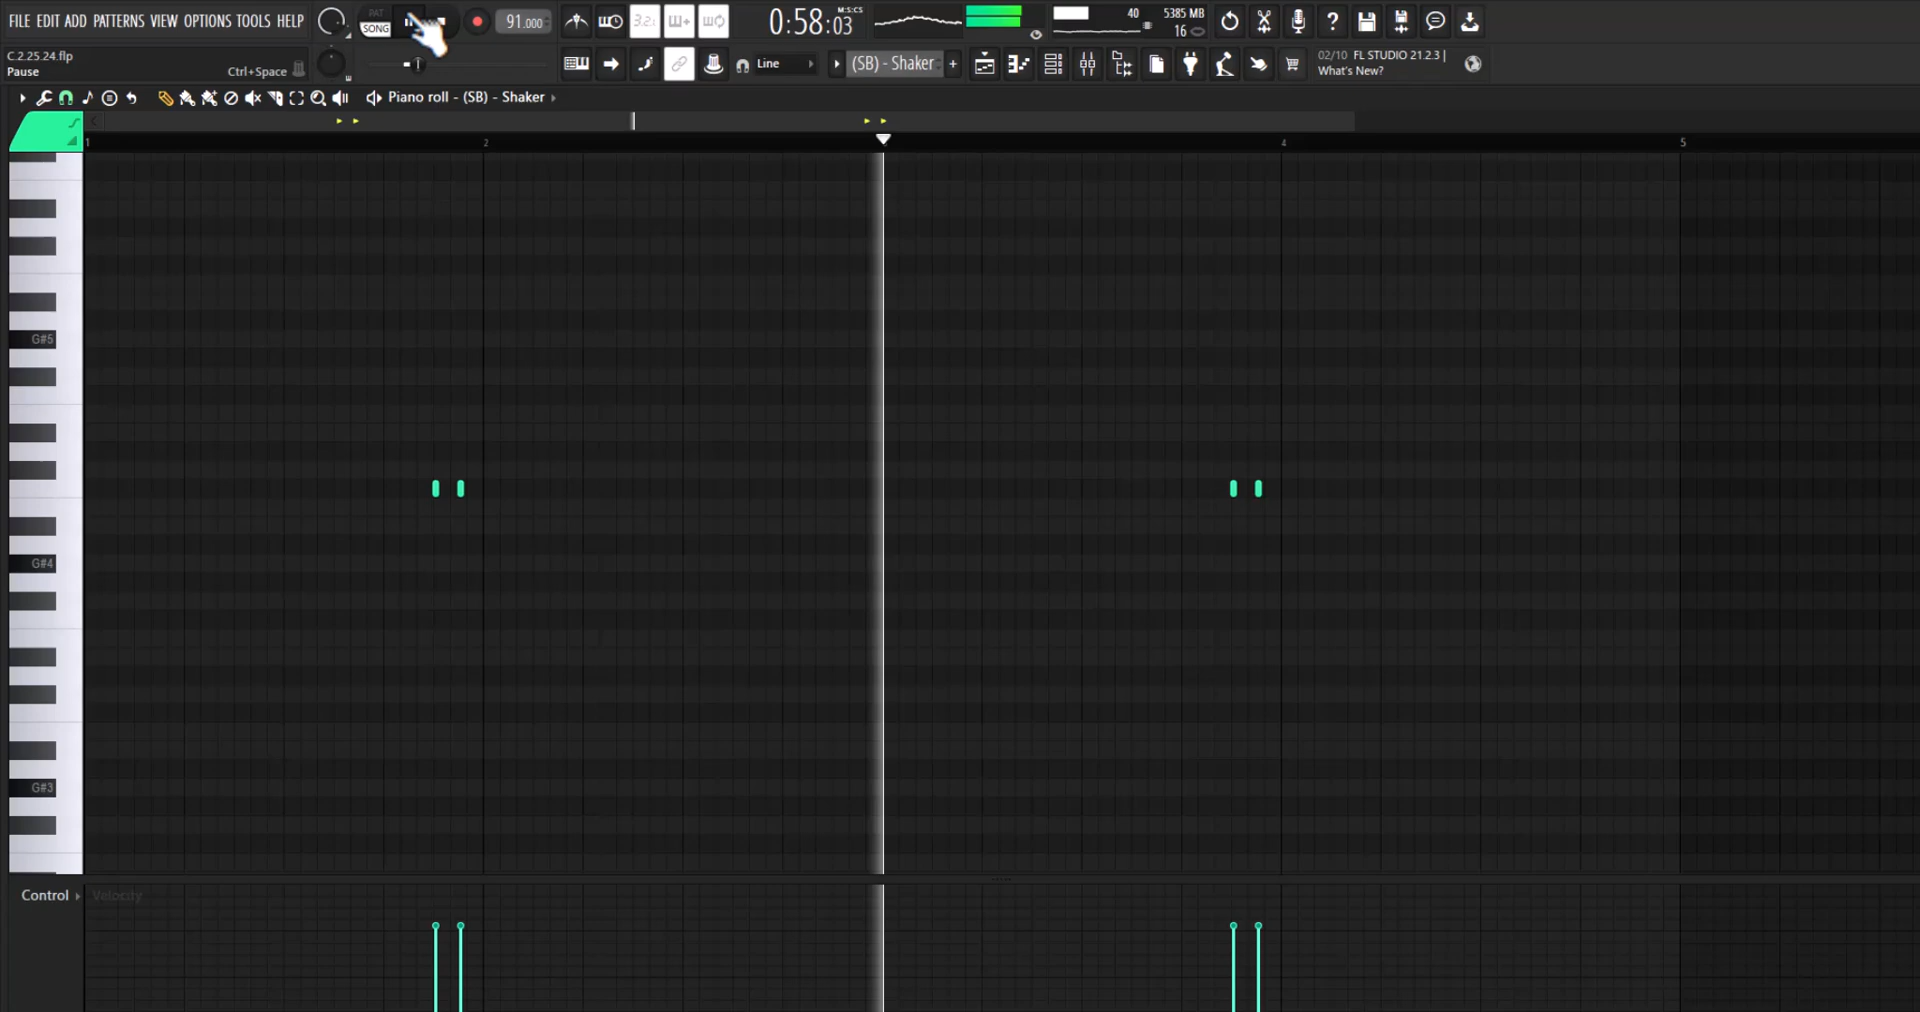 FILE EDIT ADD PATTERNS VIEW OPTIONS TOOLS HELP
PAT
SONG
91.000
32:
0:58:03
M:S:CS
40
5385 MB
16
C.2.25.24.flp
Pause
Ctrl+Space
Line
(SB) - Shaker
02/10 FL STUDIO 21.2.3 |
What's New?
Piano roll - (SB) - Shaker
1
2
4
5
G#5
G#4
G#3
Control
Velocity